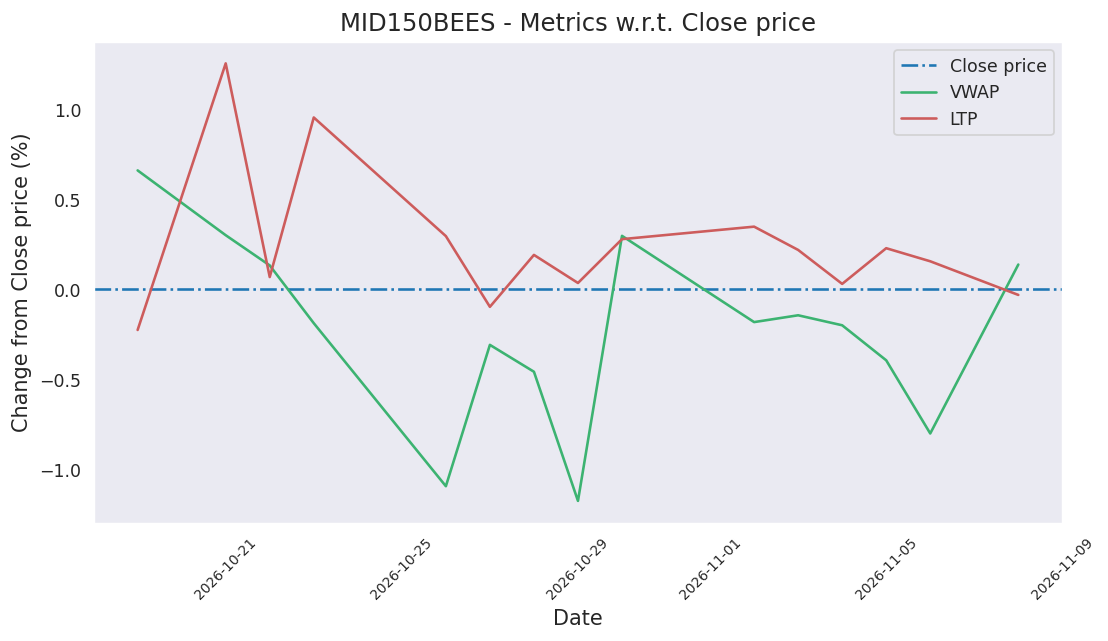 MID150BEES - Metrics w.r.t. Close price
Change from Close price (%)
1.0
0.5
0.0
−0.5
−1.0
Close price
VWAP
LTP
2026-10-21
2026-10-25
2026-10-29
2026-11-01
2026-11-05
2026-11-09
Date